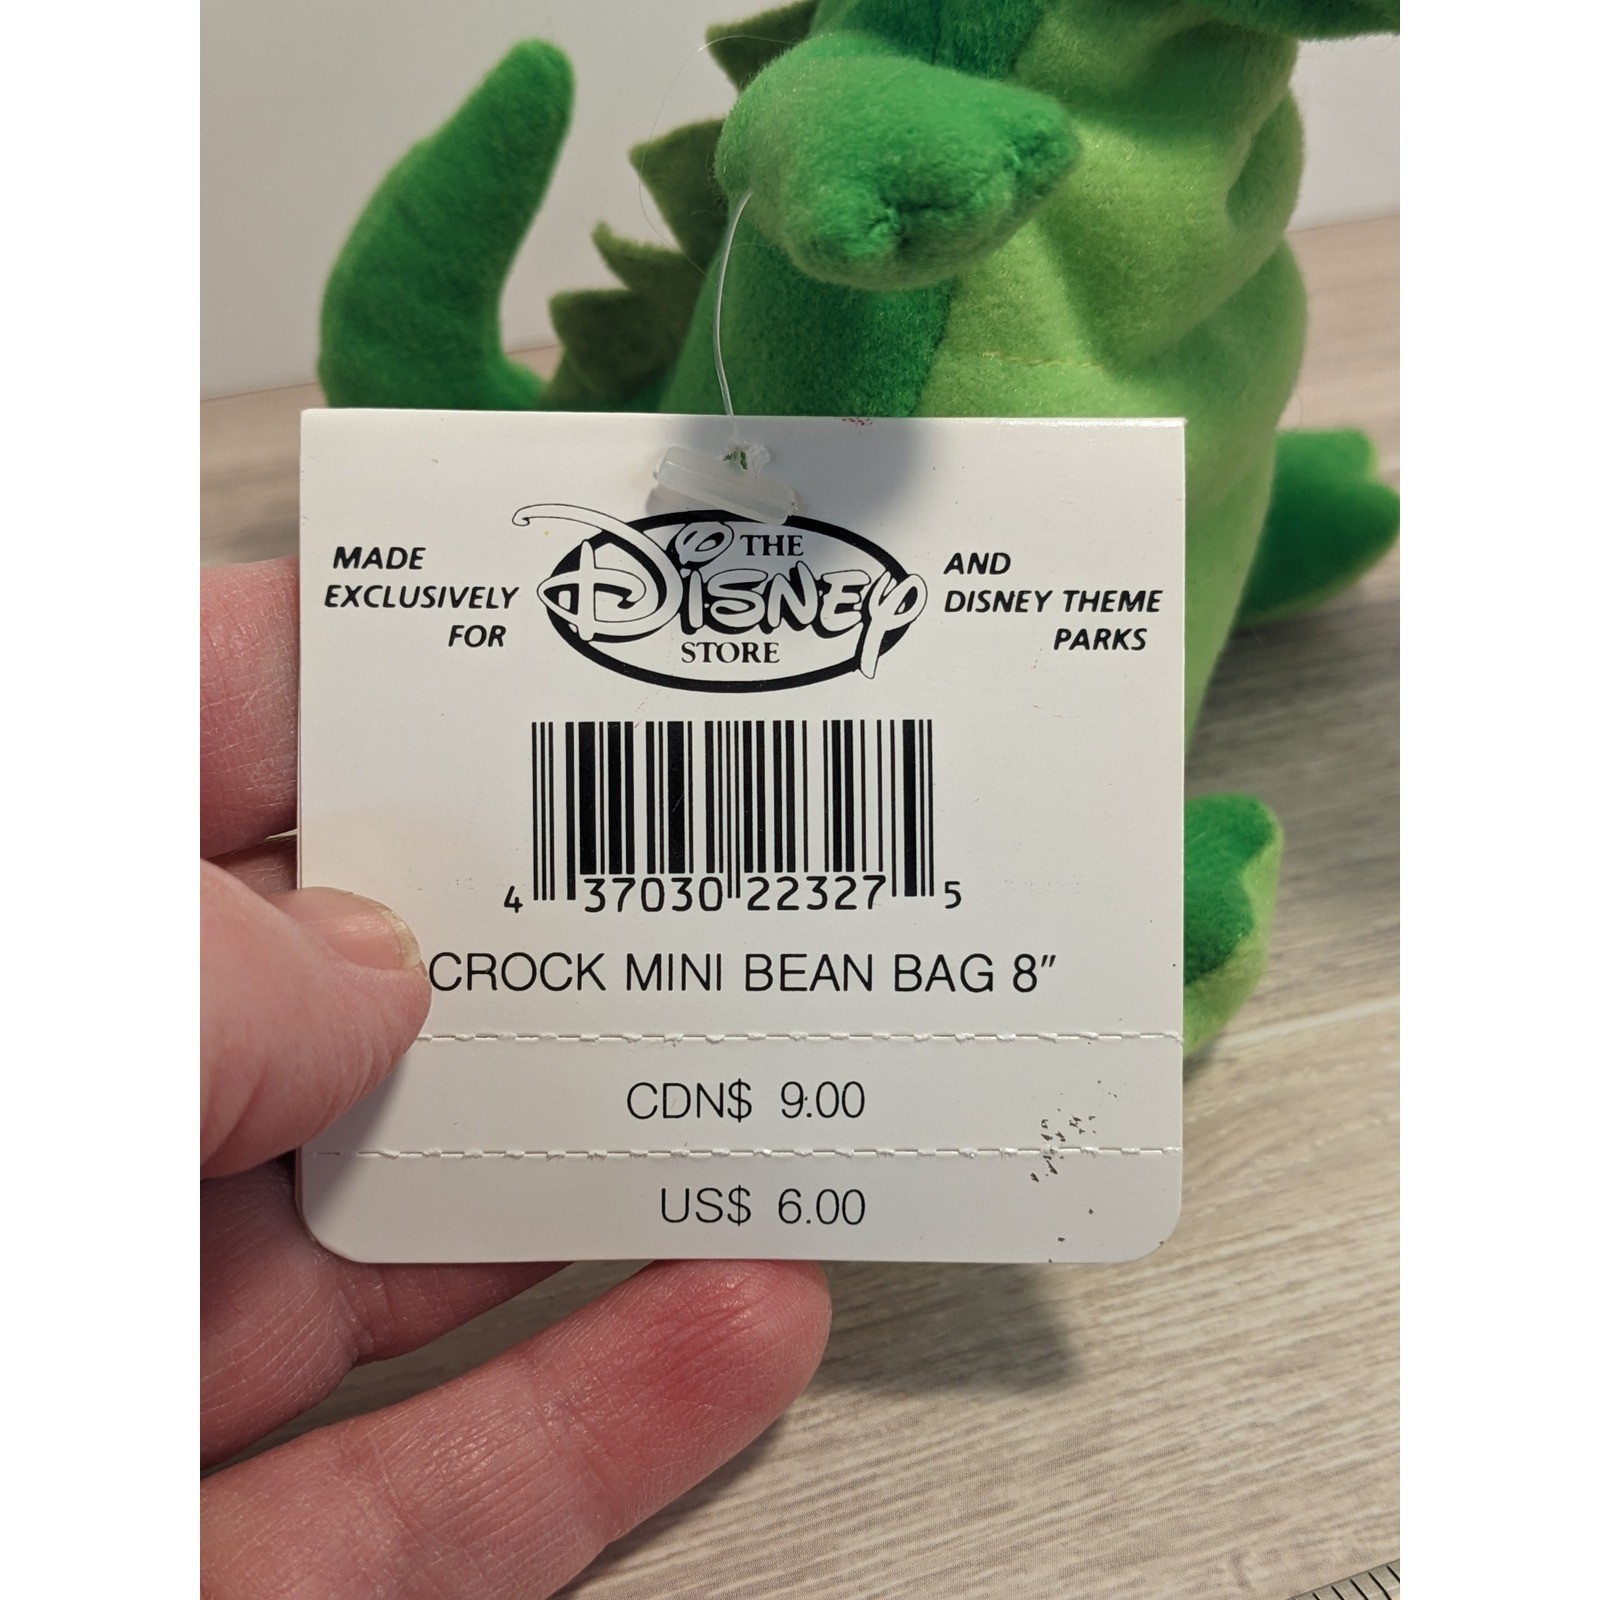 MADE
EXCLUSIVELY
FOR
THE
DISNEY
STORE
AND
DISNEY THEME
PARKS
4 37030 22327 5
CROCK MINI BEAN BAG 8"
CDN$ 9.00
US$ 6.00